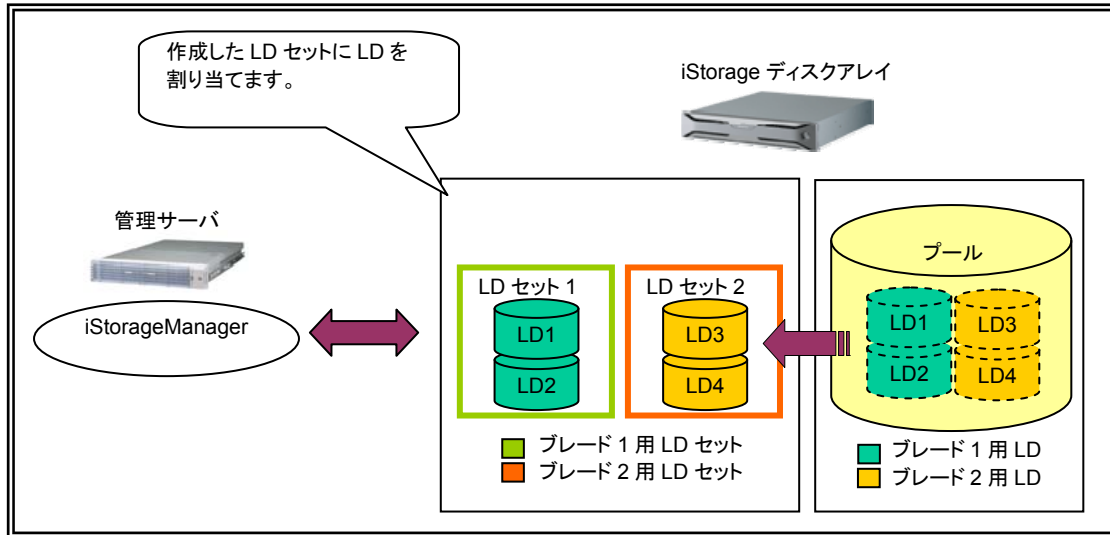 作成した LD セットに LD を
割り当てます。
iStorage ディスクアレイ
管理サーバ
iStorageManager
LD セット 1
LD1
LD2
LD セット 2
LD3
LD4
ブレード 1 用 LD セット
ブレード 2 用 LD セット
プール
LD1
LD2
LD3
LD4
ブレード 1 用 LD
ブレード 2 用 LD